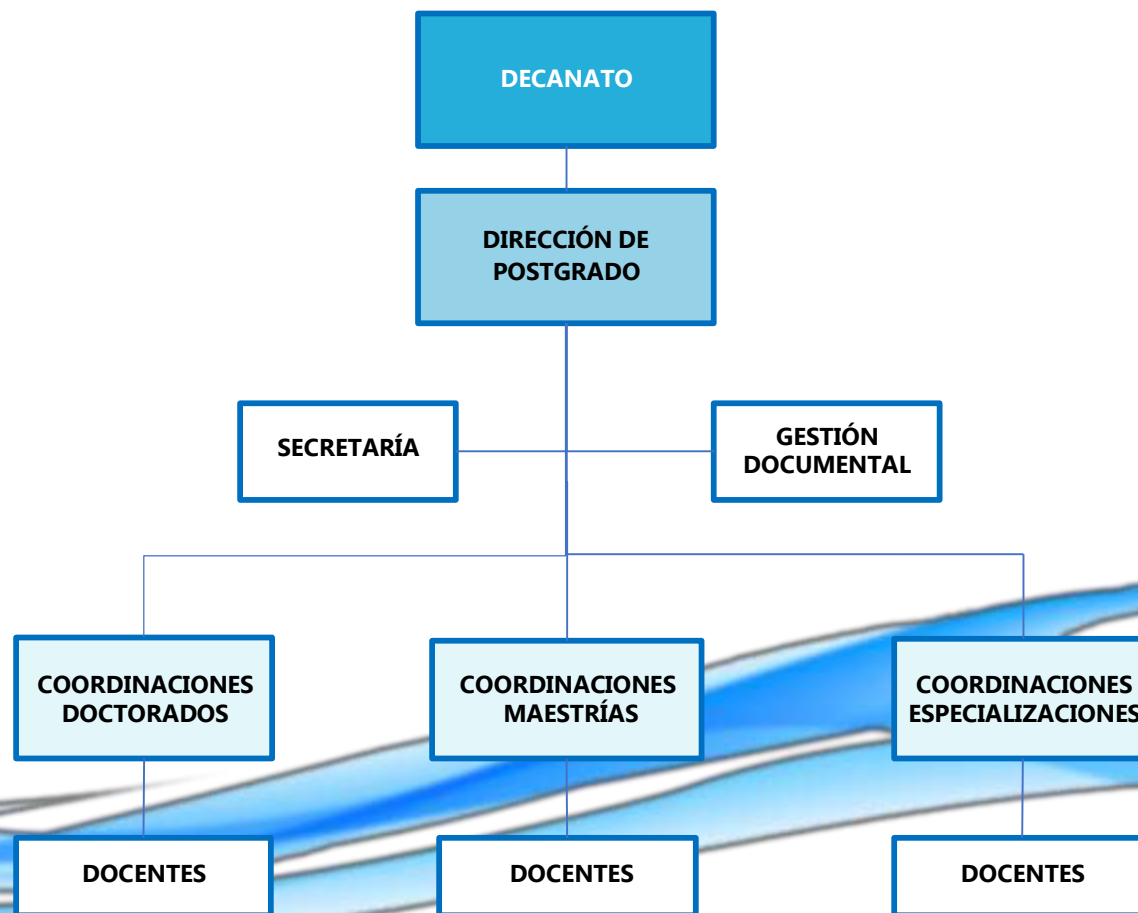 DECANATO
DIRECCIÓN DE
POSTGRADO
SECRETARÍA
GESTIÓN
DOCUMENTAL
COORDINACIONES
DOCTORADOS
COORDINACIONES
MAESTRÍAS
COORDINACIONES
ESPECIALIZACIONES
DOCENTES
DOCENTES
DOCENTES